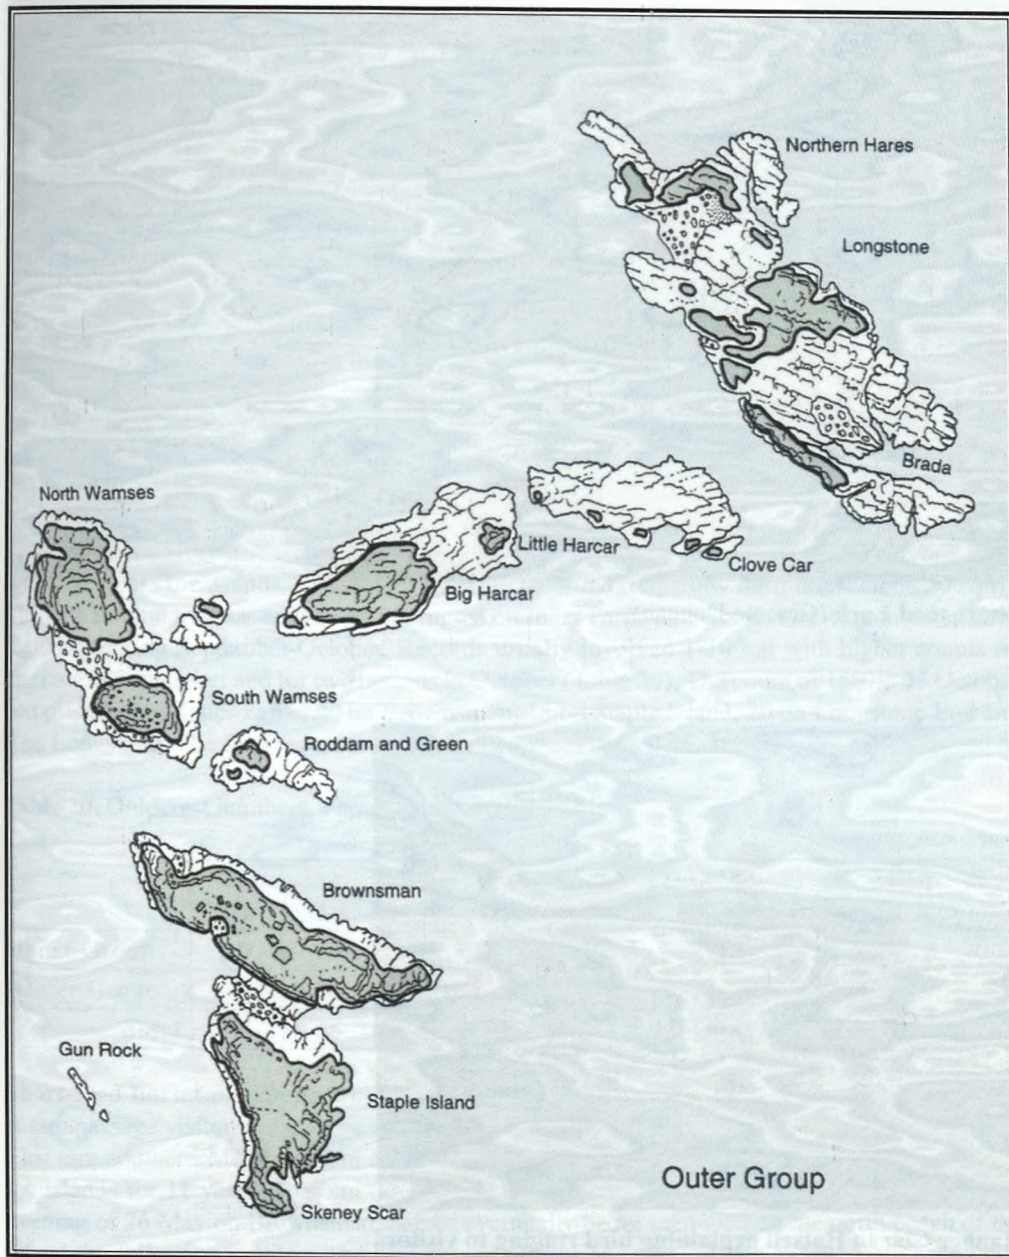 Northern Hares
Longstone
Brada
North Wamses
Little Harcar
Clove Car
Big Harcar
South Wamses
Roddam and Green
Brownsman
Gun Rock
Staple Island
Outer Group
Skeney Scar